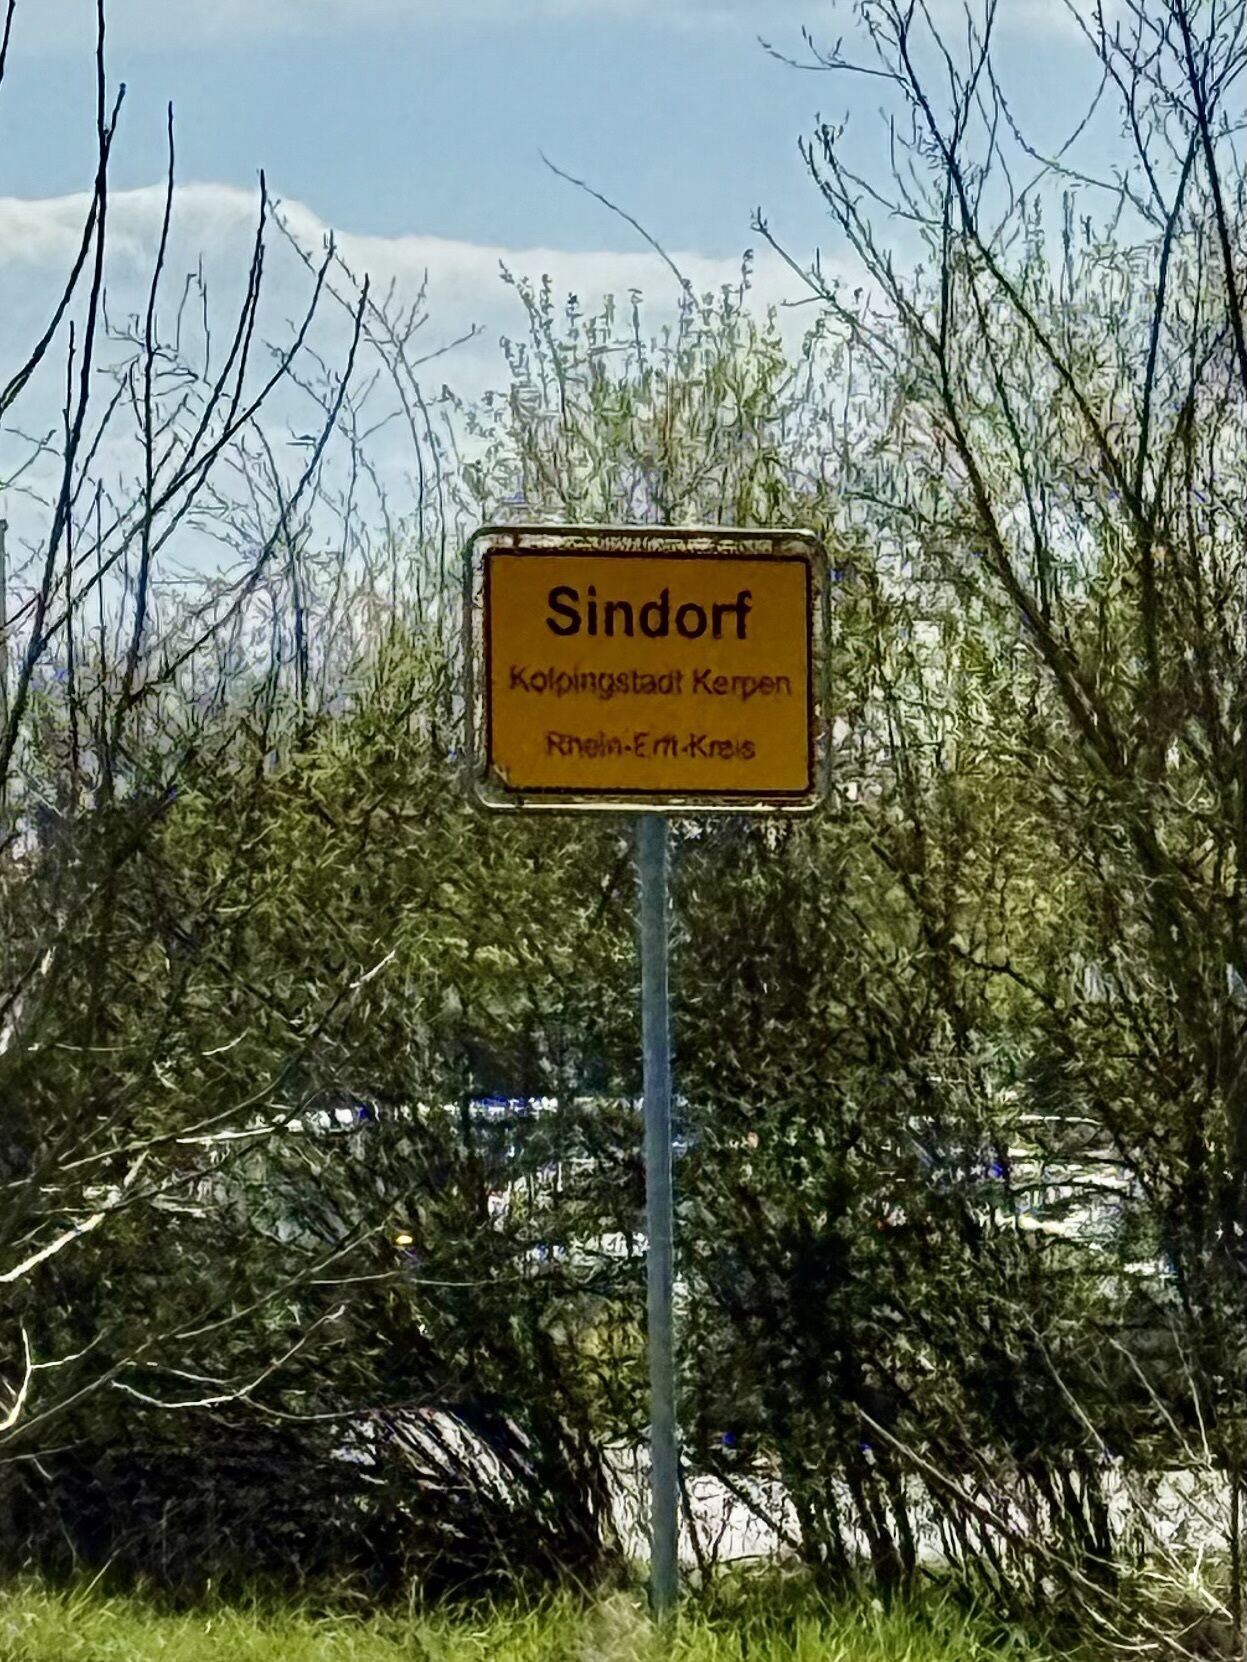 Sindorf
Kolpingstadt Kerpen
Rhein-Erft-Kreis